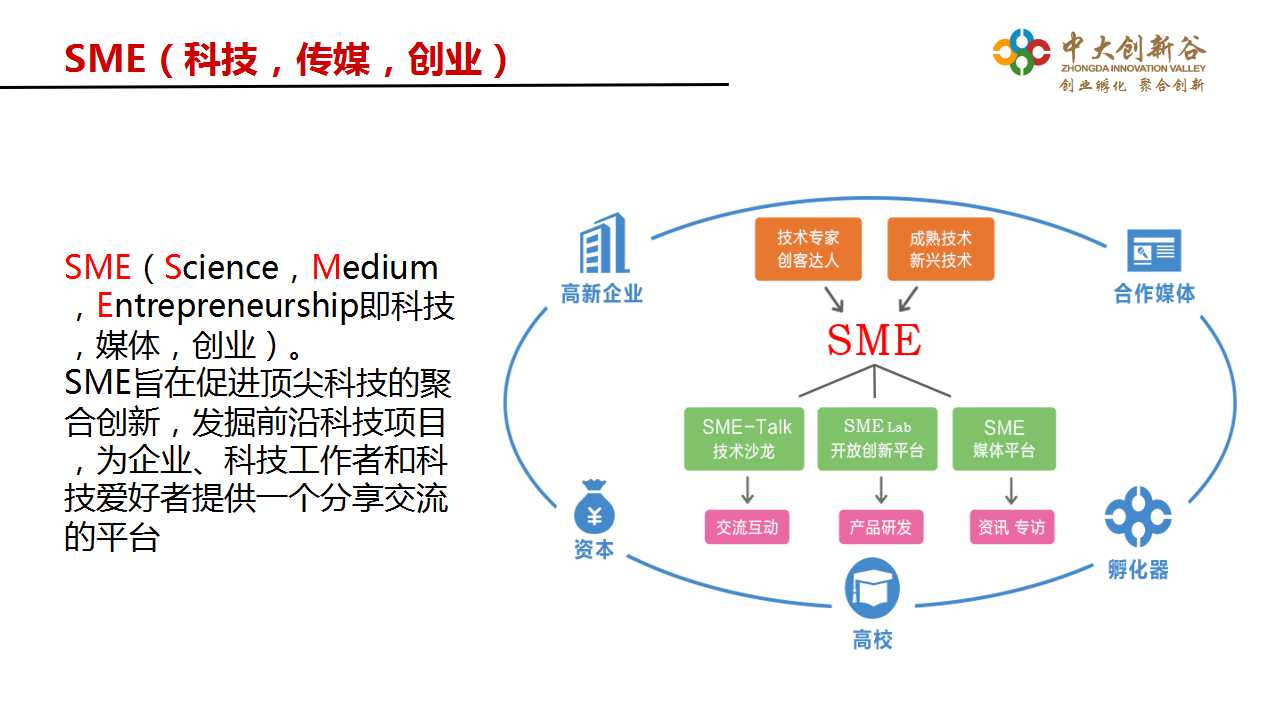 SME（科技，传媒，创业）
中大创新谷
ZHONGDA INNOVATION VALLEY
创业孵化 聚合创新
SME（Science，Medium
，Entrepreneurship即科技
，媒体，创业）。
SME旨在促进顶尖科技的聚
合创新，发掘前沿科技项目
，为企业、科技工作者和科
技爱好者提供一个分享交流
的平台
高新企业
技术专家
创客达人
成熟技术
新兴技术
合作媒体
SME
SME-Talk
技术沙龙
SME Lab
开放创新平台
SME
媒体平台
¥
资本
交流互动
产品研发
资讯 专访
孵化器
高校